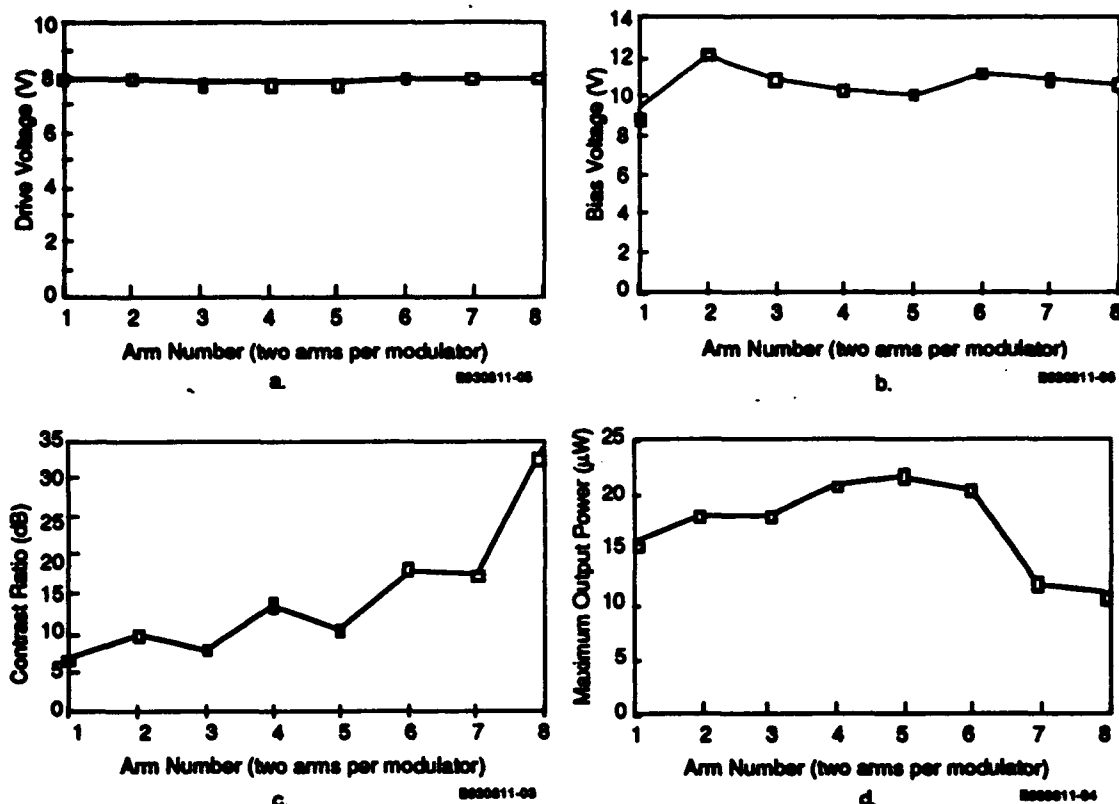 10
8
6
4
2
0
Drive Voltage (V)
1 2 3 4 5 6 7 8
Arm Number (two arms per modulator)
a.
14
12
10
8
6
4
2
0
Bias Voltage (V)
1 2 3 4 5 6 7 8
Arm Number (two arms per modulator)
b.
35
30
25
20
15
10
5
0
Contrast Ratio (dB)
1 2 3 4 5 6 7 8
Arm Number (two arms per modulator)
c.
25
20
15
10
5
0
Maximum Output Power (μW)
1 2 3 4 5 6 7 8
Arm Number (two arms per modulator)
d.